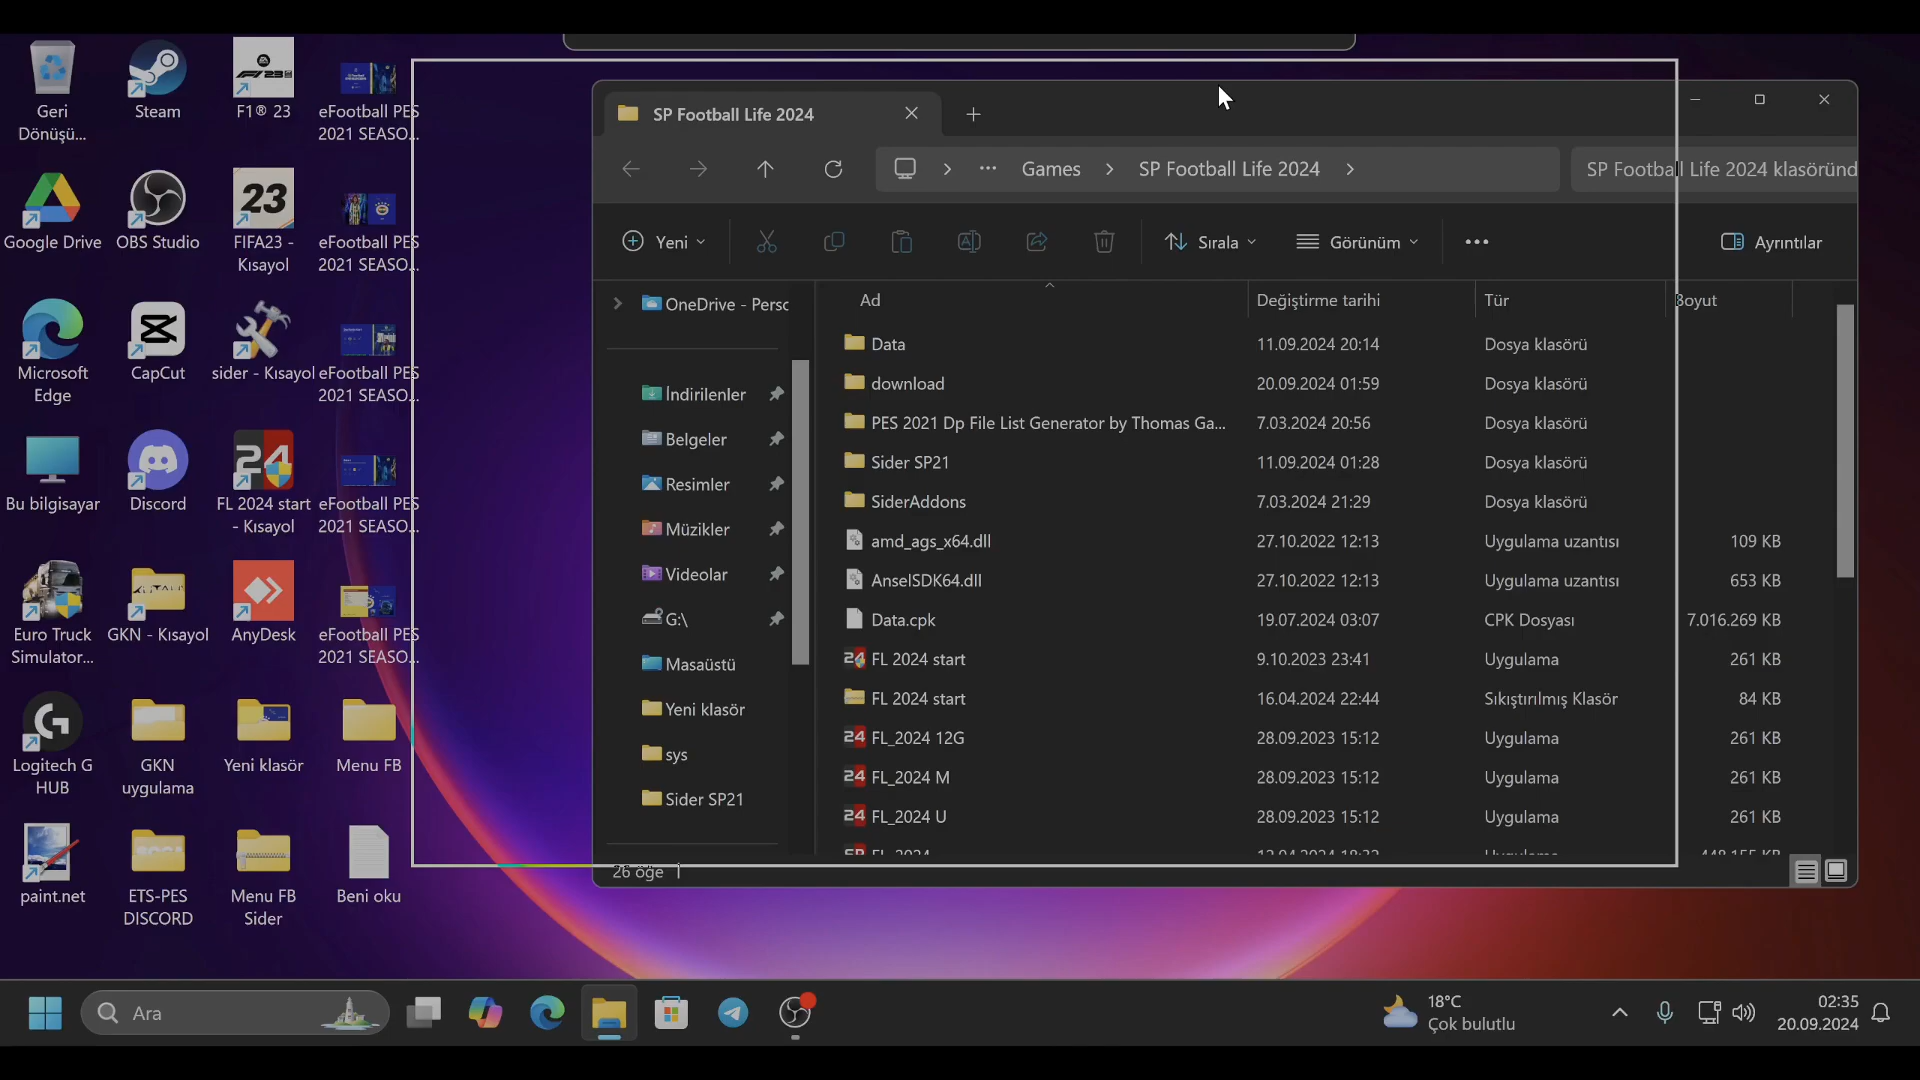 Geri
Dönüşü...
Steam
F1® 23
eFootball PES
2021 SEASO...
Google Drive
OBS Studio
FIFA23 -
Kısayol
eFootball PES
2021 SEASO...
Microsoft
Edge
CapCut
sider - Kısayol
eFootball PES
2021 SEASO...
Bu bilgisayar
Discord
FL 2024 start
- Kısayol
eFootball PES
2021 SEASO...
Euro Truck
Simulator...
GKN - Kısayol
AnyDesk
eFootball PES
2021 SEASO...
Logitech G
HUB
GKN
uygulama
Yeni klasör
Menu FB
paint.net
ETS-PES
DISCORD
Menu FB
Sider
Beni oku
SP Football Life 2024
Games
SP Football Life 2024
SP Football Life 2024 klasöründ
Yeni
Sırala
Görünüm
Ayrıntılar
OneDrive - Perso
İndirilenler
Belgeler
Resimler
Müzikler
Videolar
G:\
Masaüstü
Yeni klasör
sys
Sider SP21
Ad Değiştirme tarihi Tür Boyut
Data 11.09.2024 20:14 Dosya klasörü
download 20.09.2024 01:59 Dosya klasörü
PES 2021 Dp File List Generator by Thomas Ga... 7.03.2024 20:56 Dosya klasörü
Sider SP21 11.09.2024 01:28 Dosya klasörü
SiderAddons 7.03.2024 21:29 Dosya klasörü
amd_ags_x64.dll 27.10.2022 12:13 Uygulama uzantısı 109 KB
AnselSDK64.dll 27.10.2022 12:13 Uygulama uzantısı 653 KB
Data.cpk 19.07.2024 03:07 CPK Dosyası 7.016.269 KB
FL 2024 start 9.10.2023 23:41 Uygulama 261 KB
FL 2024 start 16.04.2024 22:44 Sıkıştırılmış Klasör 84 KB
FL_2024 12G 28.09.2023 15:12 Uygulama 261 KB
FL_2024 M 28.09.2023 15:12 Uygulama 261 KB
FL_2024 U 28.09.2023 15:12 Uygulama 261 KB
26 öğe
Ara
18°C
Çok bulutlu
02:35
20.09.2024